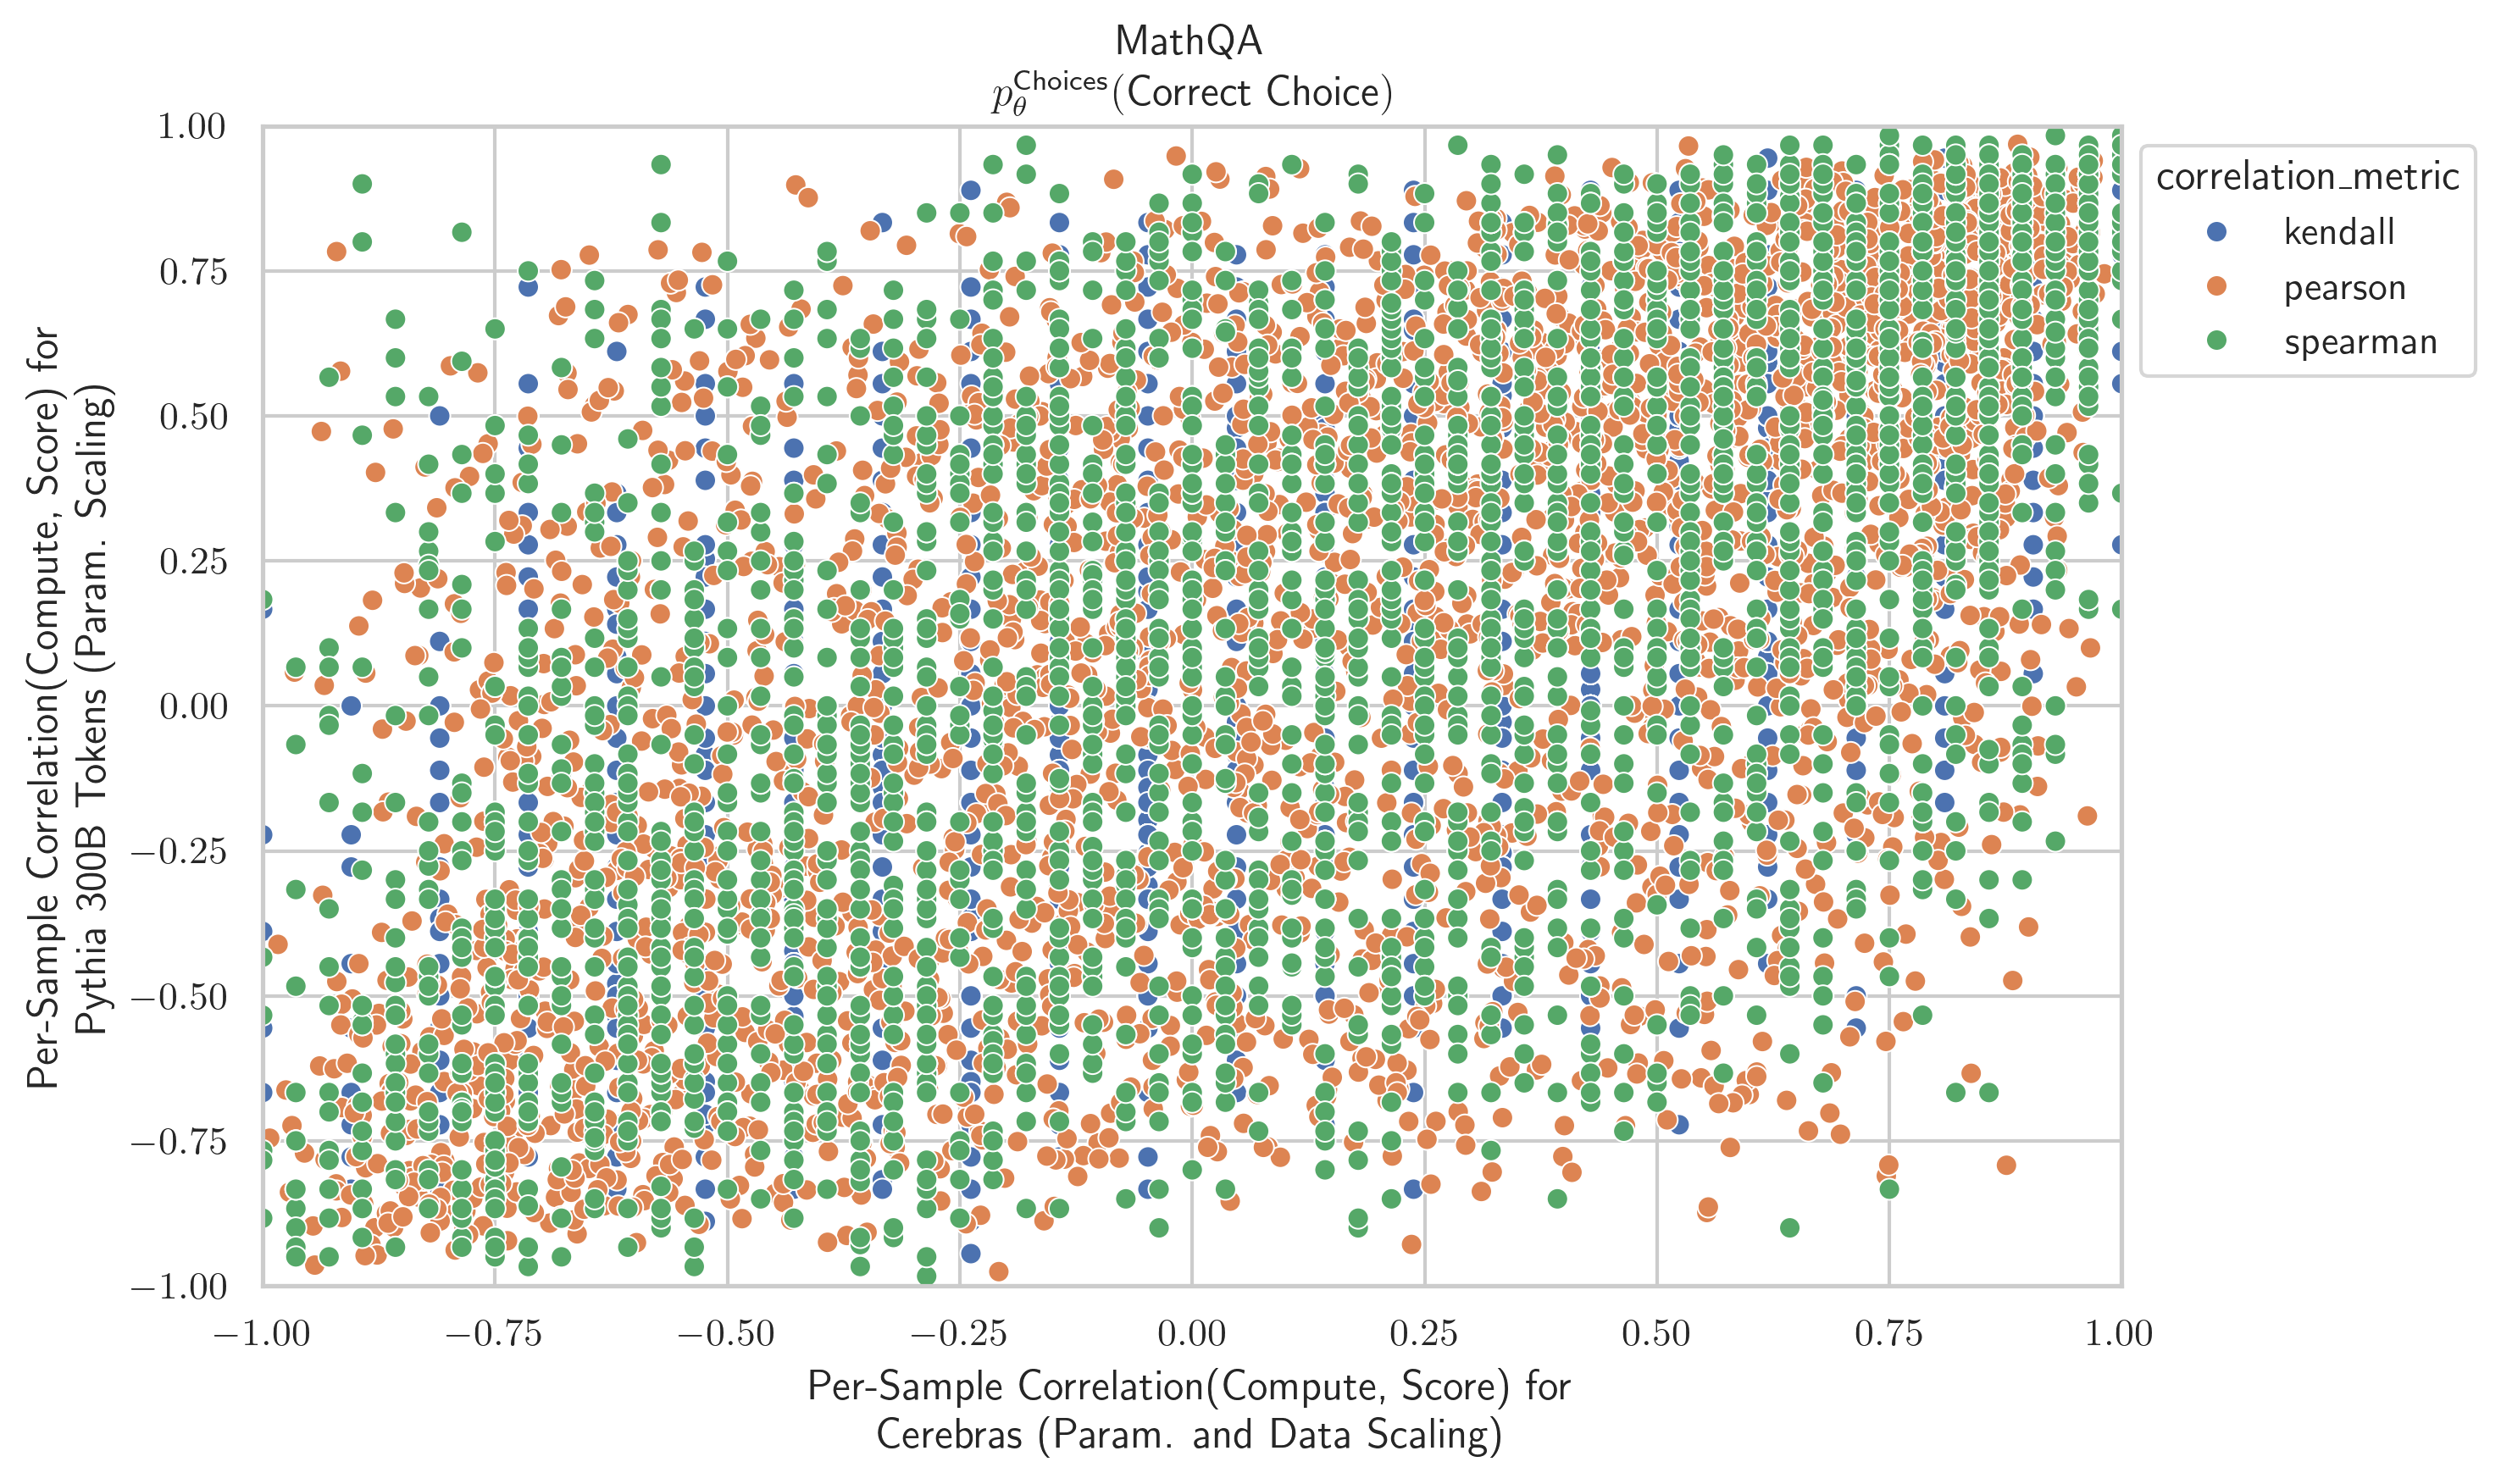 MathQA
p_θ^Choices(Correct Choice)
1.00
0.75
0.50
0.25
0.00
−0.25
−0.50
−0.75
−1.00
Per-Sample Correlation(Compute, Score) for
Pythia 300B Tokens (Param. Scaling)
−1.00 −0.75 −0.50 −0.25 0.00 0.25 0.50 0.75 1.00
Per-Sample Correlation(Compute, Score) for
Cerebras (Param. and Data Scaling)
correlation_metric
kendall
pearson
spearman